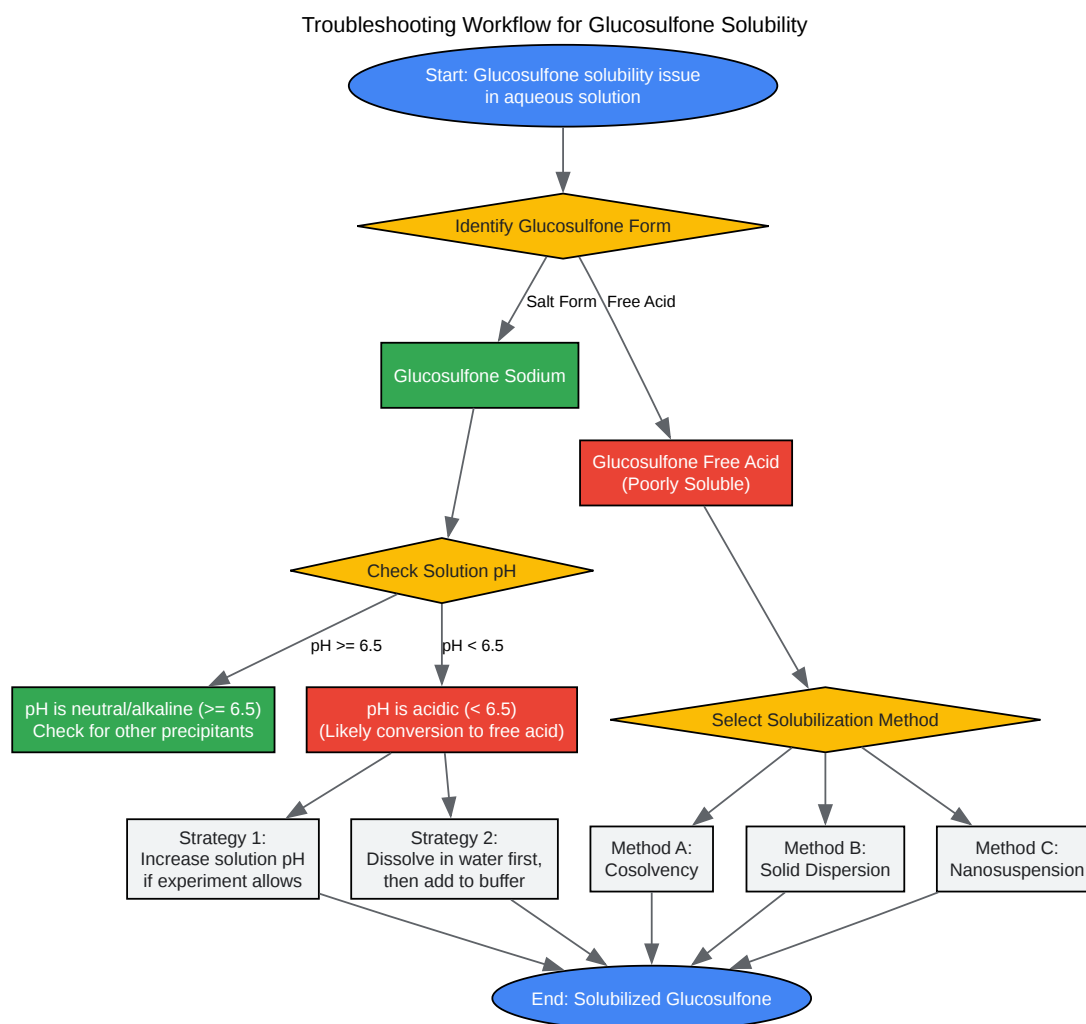 Troubleshooting Workflow for Glucosulfone Solubility
Start: Glucosulfone solubility issue
in aqueous solution
Identify Glucosulfone Form
Salt Form
Free Acid
Glucosulfone Sodium
Glucosulfone Free Acid
(Poorly Soluble)
Check Solution pH
pH >= 6.5
pH < 6.5
pH is neutral/alkaline (>= 6.5)
Check for other precipitants
pH is acidic (< 6.5)
(Likely conversion to free acid)
Select Solubilization Method
Strategy 1:
Increase solution pH
if experiment allows
Strategy 2:
Dissolve in water first,
then add to buffer
Method A:
Cosolvency
Method B:
Solid Dispersion
Method C:
Nanosuspension
End: Solubilized Glucosulfone